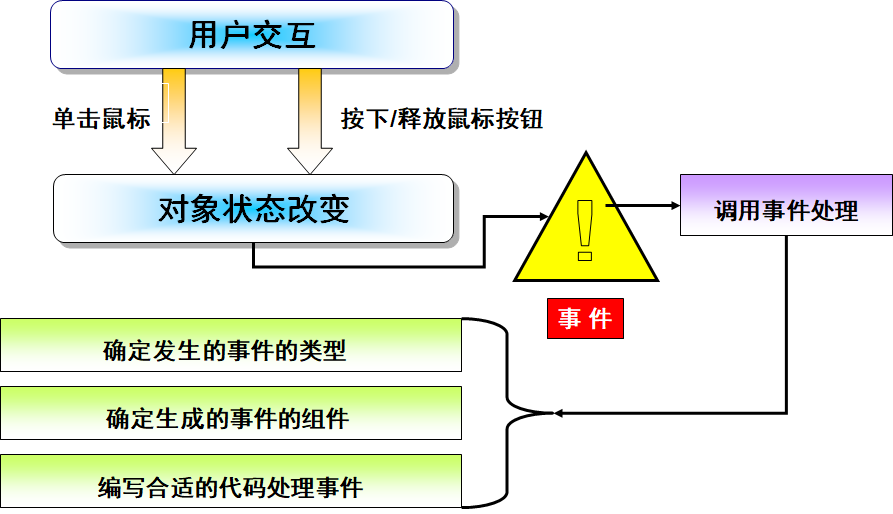 用户交互
单击鼠标
按下/释放鼠标按钮
对象状态改变
!
调用事件处理
事 件
确定发生的事件的类型
确定生成的事件的组件
编写合适的代码处理事件